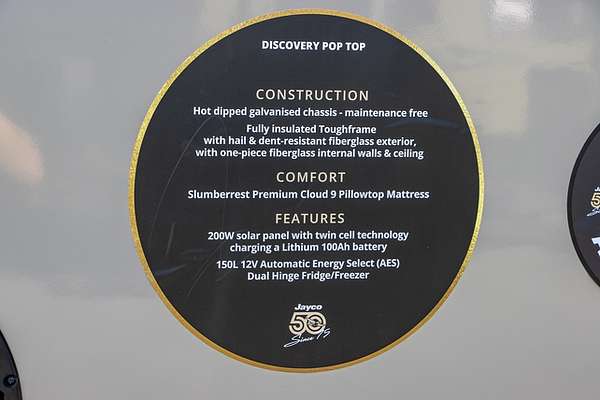 DISCOVERY POP TOP
CONSTRUCTION
Hot dipped galvanised chassis - maintenance free
Fully insulated Toughframe
with hail & dent-resistant fiberglass exterior,
with one-piece fiberglass internal walls & ceiling
COMFORT
Slumberrest Premium Cloud 9 Pillowtop Mattress
FEATURES
200W solar panel with twin cell technology
charging a Lithium 100Ah battery
150L 12V Automatic Energy Select (AES)
Dual Hinge Fridge/Freezer
Jayco
50
Since 75